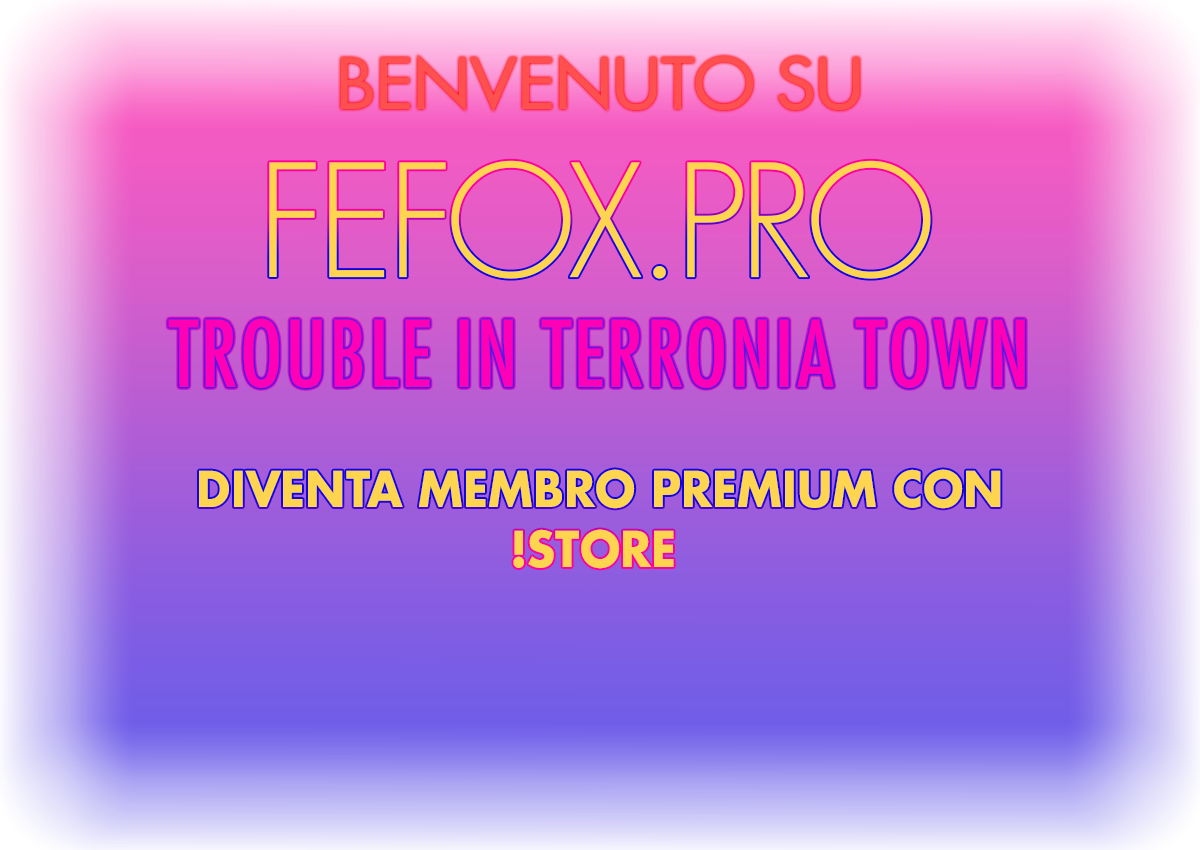 BENVENUTO SU
FEFOX.PRO
TROUBLE IN TERRONIA TOWN
DIVENTA MEMBRO PREMIUM CON
!STORE